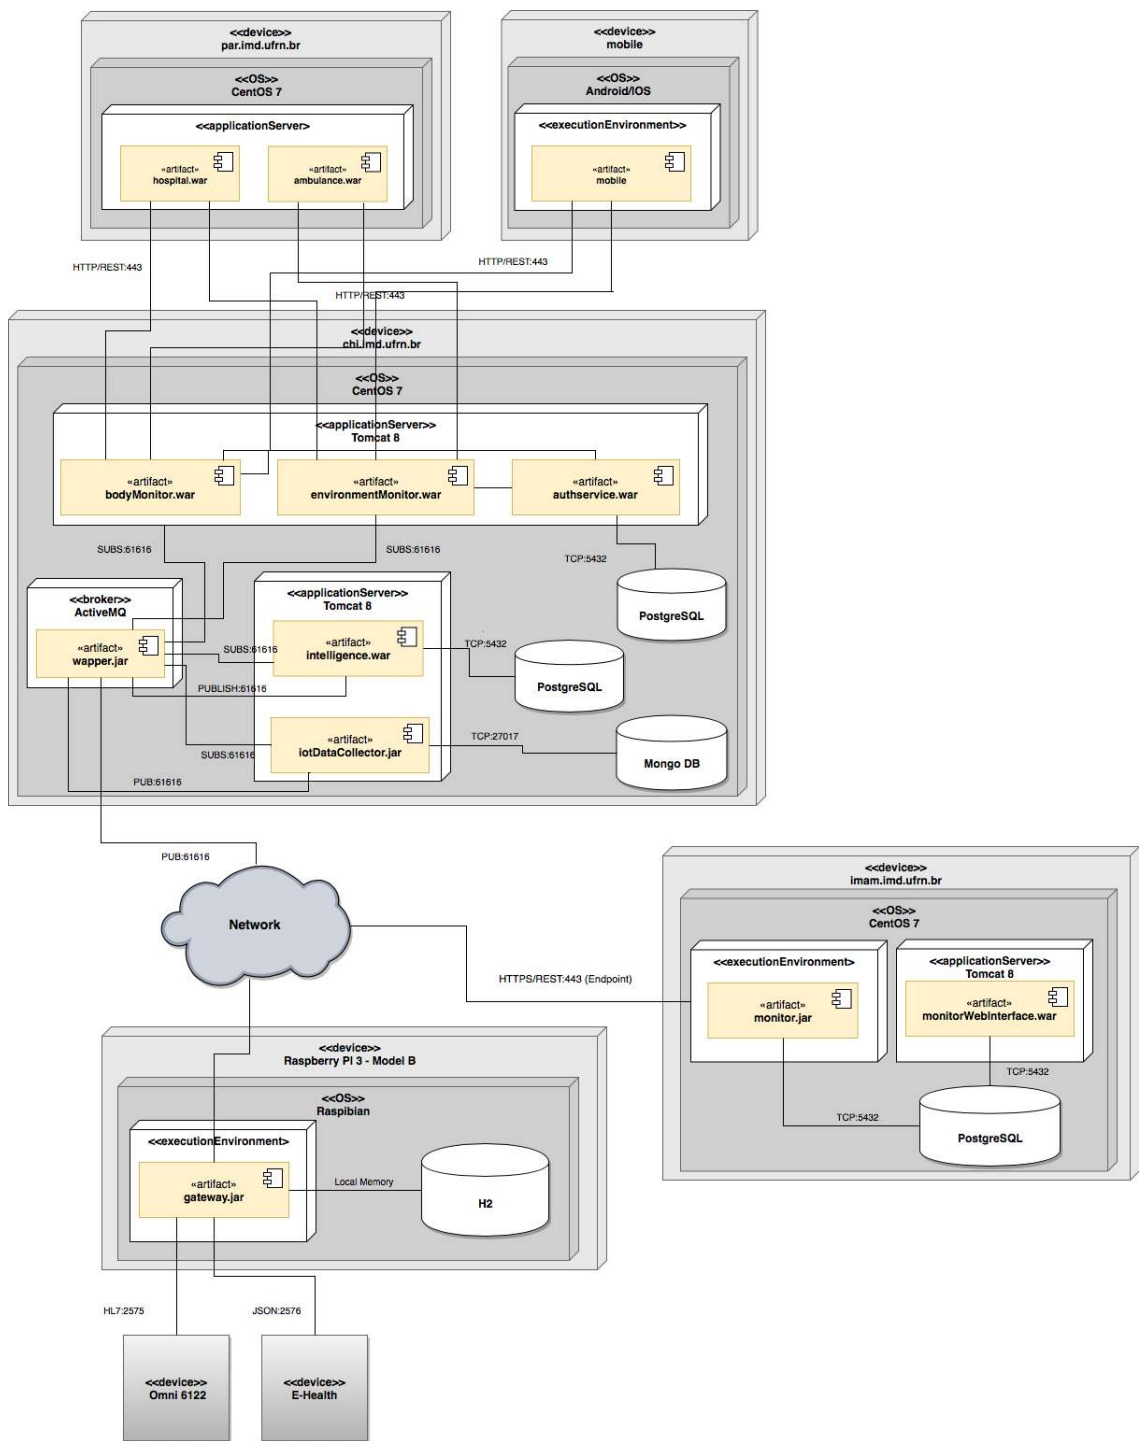 <<device>>
par.imd.ufrn.br
<<OS>>
CentOS 7
<<applicationServer>
«artifact»
hospital.war
«artifact»
ambulance.war
<<device>>
mobile
<<OS>>
Android/IOS
<<executionEnvironment>>
«artifact»
mobile
HTTP/REST:443
HTTP/REST:443
HTTP/REST:443
<<device>>
chi.imd.ufrn.br
<<OS>>
CentOS 7
<<applicationServer>>
Tomcat 8
«artifact»
bodyMonitor.war
«artifact»
environmentMonitor.war
«artifact»
authservice.war
SUBS:61616
SUBS:61616
TCP:5432
PostgreSQL
<<broker>>
ActiveMQ
«artifact»
wapper.jar
<<applicationServer>>
Tomcat 8
«artifact»
intelligence.war
SUBS:61616
PUBLISH:61616
TCP:5432
PostgreSQL
«artifact»
iotDataCollector.jar
SUBS:61616
PUB:61616
TCP:27017
Mongo DB
PUB:61616
Network
HTTPS/REST:443 (Endpoint)
<<device>>
imam.imd.ufrn.br
<<OS>>
CentOS 7
<<executionEnvironment>
«artifact»
monitor.jar
<<applicationServer>>
Tomcat 8
«artifact»
monitorWebInterface.war
TCP:5432
TCP:5432
PostgreSQL
<<device>>
Raspberry PI 3 - Model B
<<OS>>
Raspibian
<<executionEnvironment>
«artifact»
gateway.jar
Local Memory
H2
HL7:2575
JSON:2576
<<device>>
Omni 6122
<<device>>
E-Health